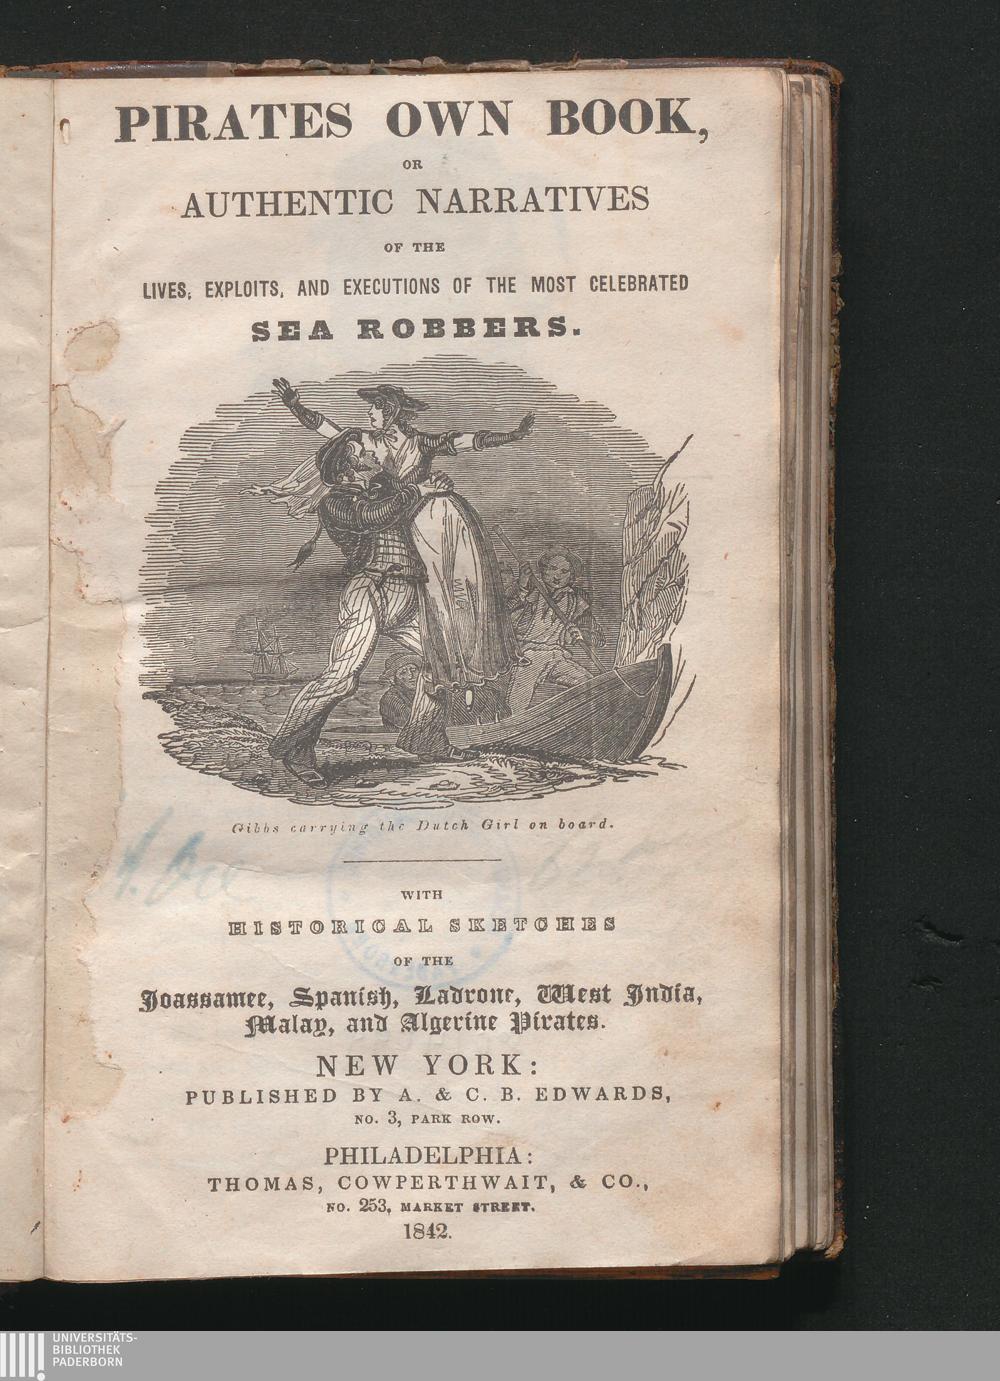 PIRATES OWN BOOK,
OR
AUTHENTIC NARRATIVES
OF THE
LIVES, EXPLOITS, AND EXECUTIONS OF THE MOST CELEBRATED
SEA ROBBERS.
Gibbs carrying the Dutch Girl on board.
WITH
HISTORICAL SKETCHES
OF THE
Joassamee, Spanish, Ladrone, West India,
Malay, and Algerine Pirates.
NEW YORK:
PUBLISHED BY A. & C. B. EDWARDS,
NO. 3, PARK ROW.
PHILADELPHIA:
THOMAS, COWPERTHWAIT, & CO.,
NO. 253, MARKET STREET.
1842.
UNIVERSITÄTS-
BIBLIOTHEK
PADERBORN